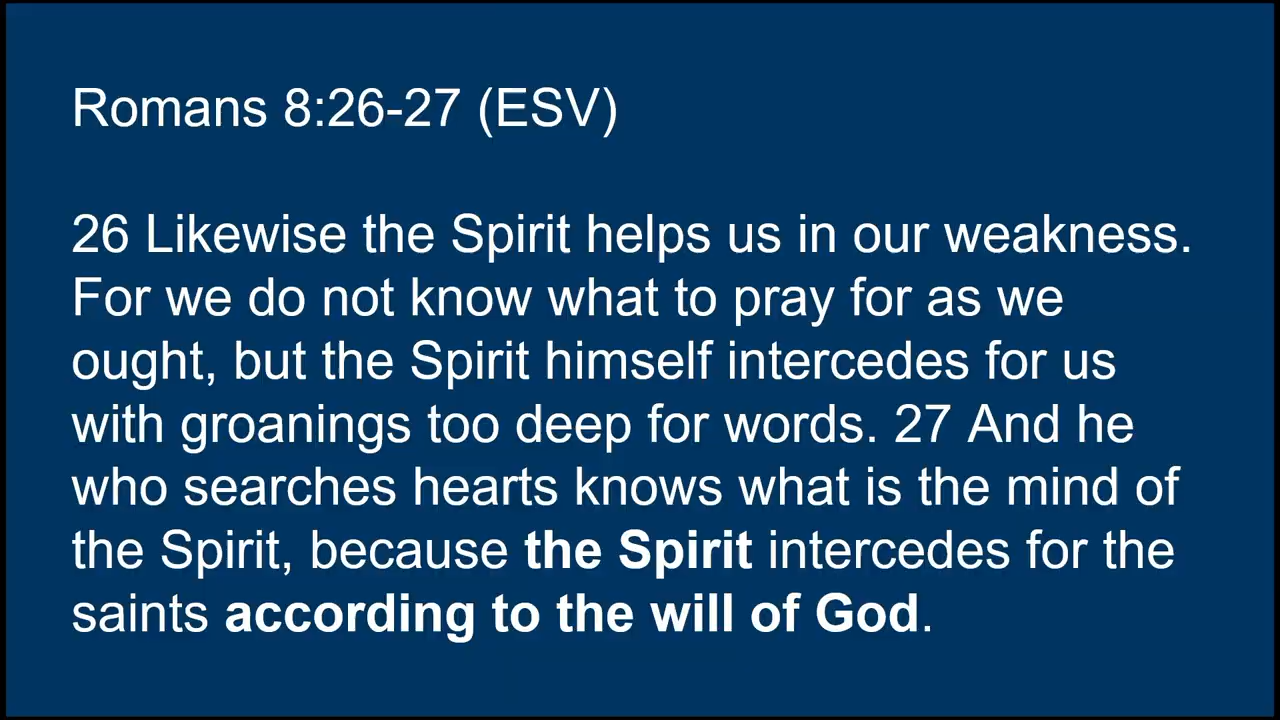 Romans 8:26-27 (ESV)
26 Likewise the Spirit helps us in our weakness.
For we do not know what to pray for as we
ought, but the Spirit himself intercedes for us
with groanings too deep for words. 27 And he
who searches hearts knows what is the mind of
the Spirit, because the Spirit intercedes for the
saints according to the will of God.